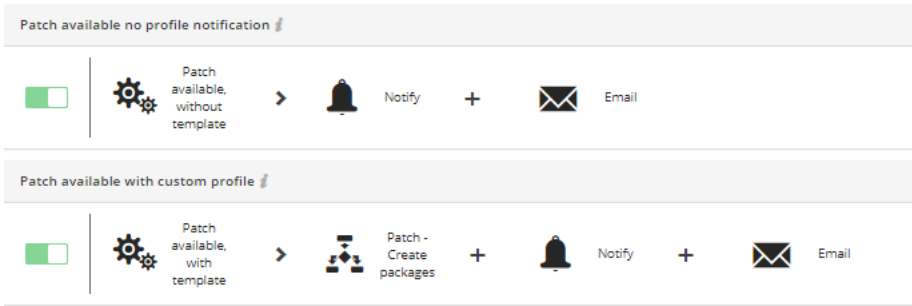 Patch available no profile notification i
Patch
available,
without
template
> Notify + Email
Patch available with custom profile i
Patch
available,
with
template
>
Patch -
Create
packages
+ Notify + Email